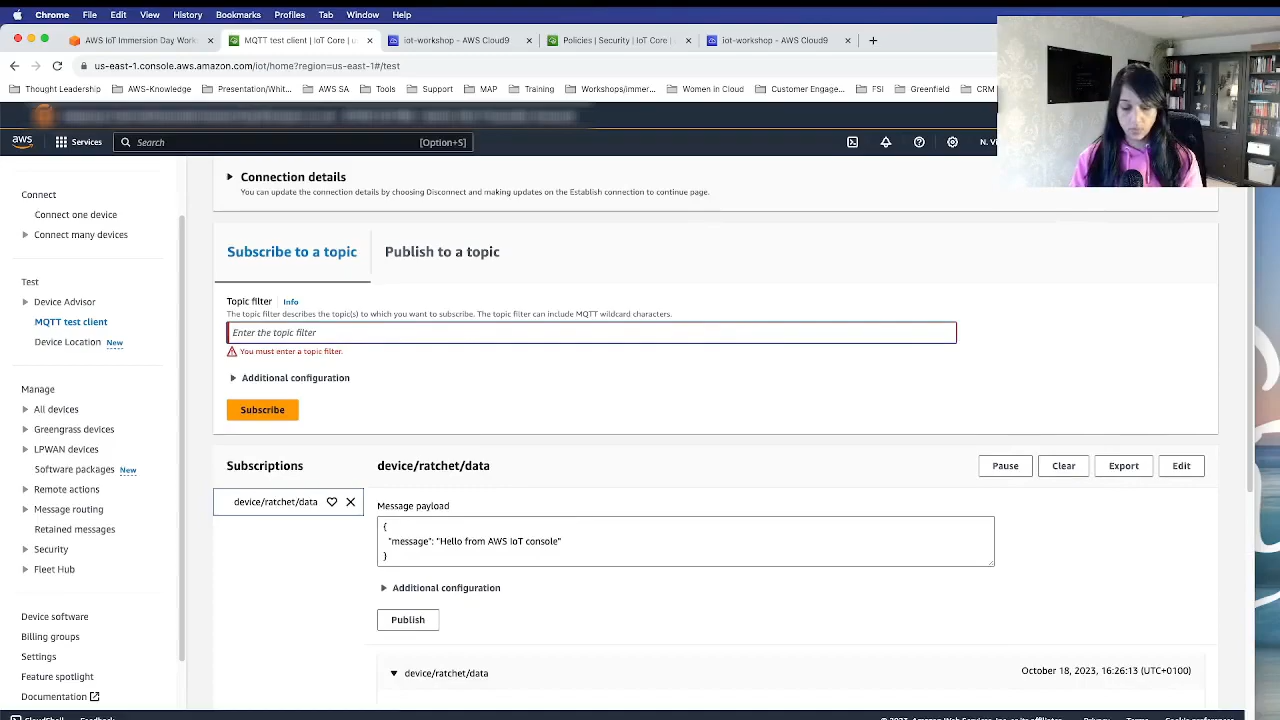 Chrome File Edit View History Bookmarks Profiles Tab Window Help
AWS IoT Immersion Day Work
MQTT test client | IoT Core | u
iot-workshop - AWS Cloud9
Policies | Security | IoT Core |
iot-workshop - AWS Cloud9
us-east-1.console.aws.amazon.com/iot/home?region=us-east-1#/test
Thought Leadership
AWS-Knowledge
Presentation/Whit...
AWS SA
Tools
Support
MAP
Training
Workshops/imme...
Women in Cloud
Customer Engage...
FSI
Greenfield
CRM
aws
Services
Search
[Option+S]
Connect
Connect one device
Connect many devices
Test
Device Advisor
MQTT test client
Device Location New
Manage
All devices
Greengrass devices
LPWAN devices
Software packages New
Remote actions
Message routing
Retained messages
Security
Fleet Hub
Device software
Billing groups
Settings
Feature spotlight
Documentation
Connection details
You can update the connection details by choosing Disconnect and making updates on the Establish connection to continue page.
Subscribe to a topic
Publish to a topic
Topic filter Info
The topic filter describes the topic(s) to which you want to subscribe. The topic filter can include MQTT wildcard characters.
Enter the topic filter
You must enter a topic filter.
Additional configuration
Subscribe
Subscriptions
device/ratchet/data
device/ratchet/data
Pause
Clear
Export
Edit
Message payload
{
"message": "Hello from AWS IoT console"
}
Additional configuration
Publish
device/ratchet/data
October 18, 2023, 16:26:13 (UTC+0100)